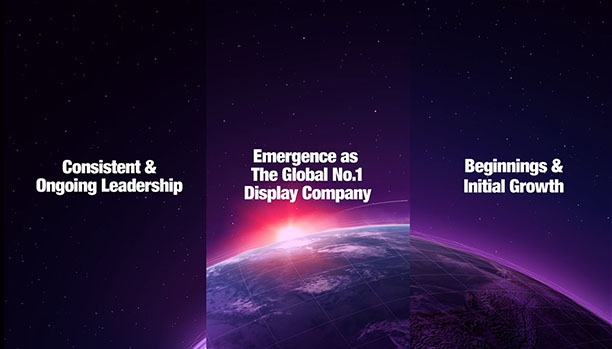 Consistent &
Ongoing Leadership
Emergence as
The Global No.1
Display Company
Beginnings &
Initial Growth